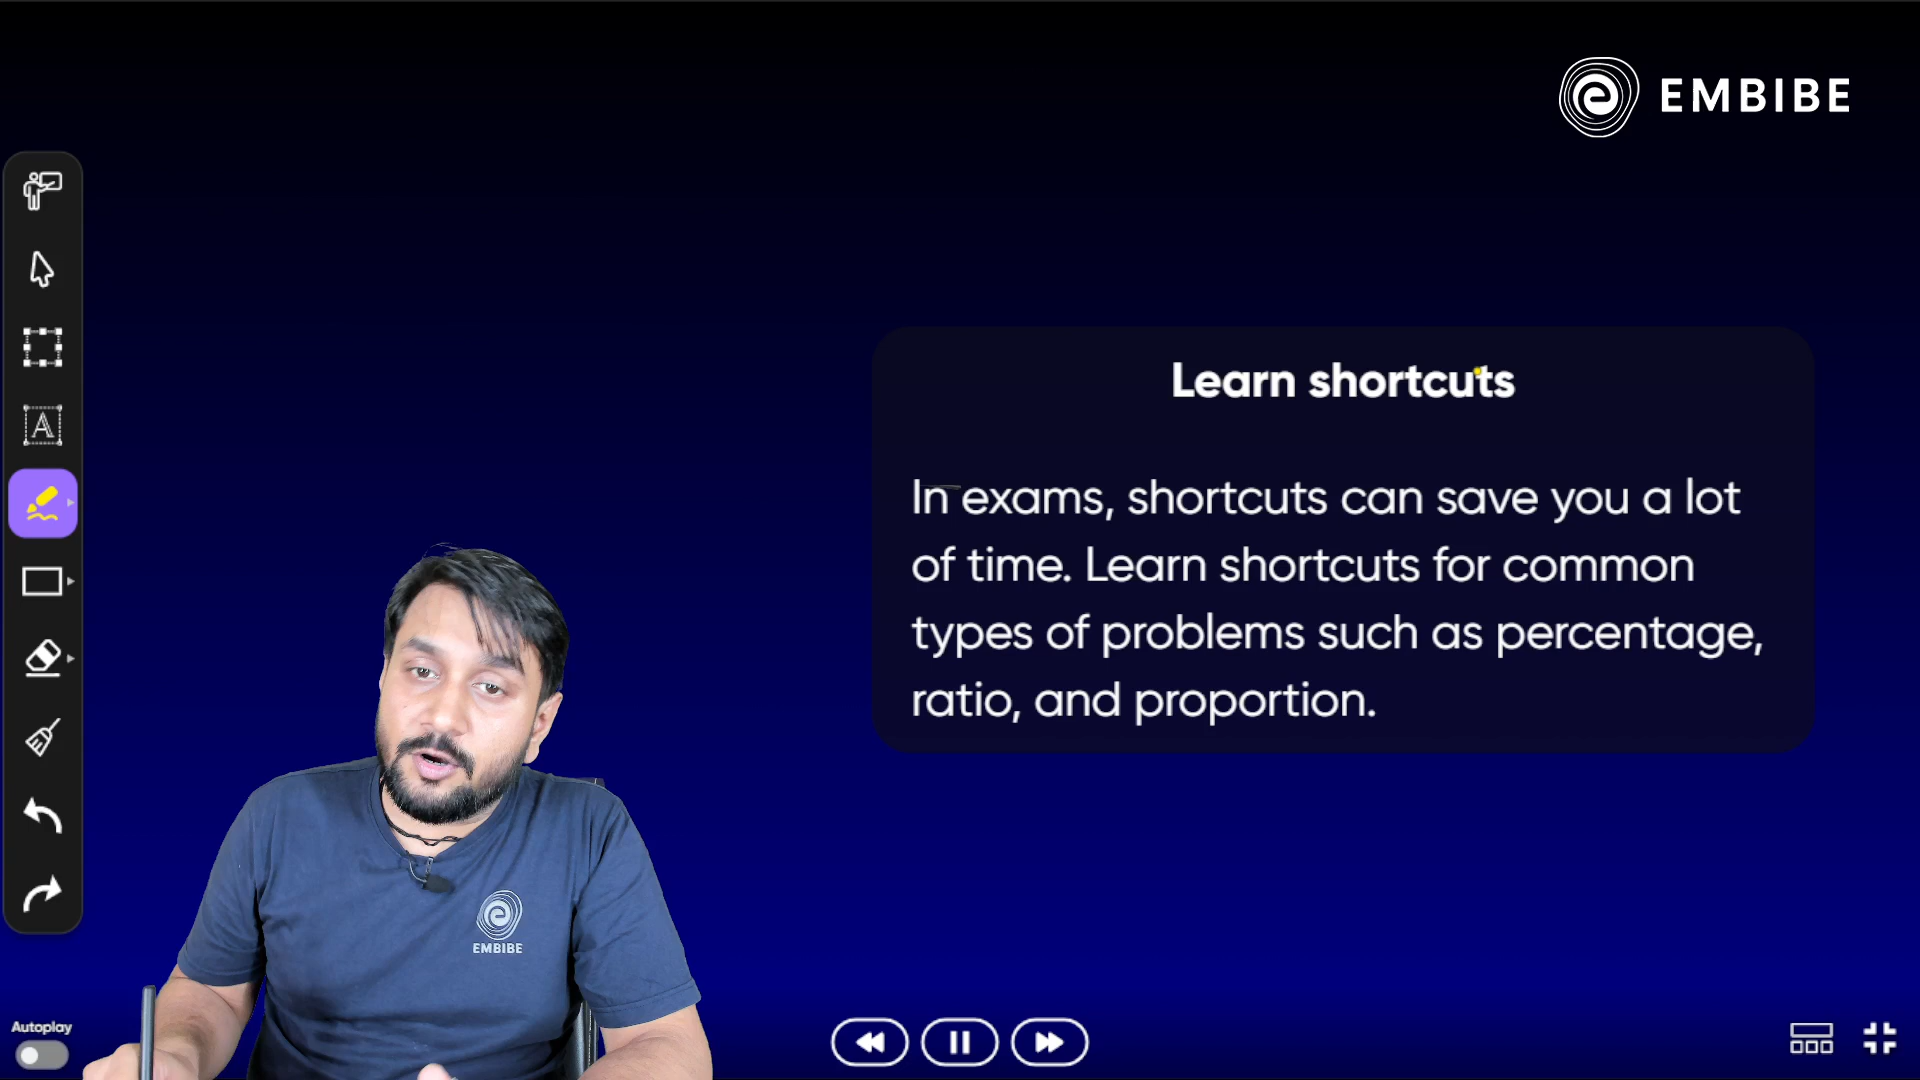 EMBIBE
Learn shortcuts
In exams, shortcuts can save you a lot
of time. Learn shortcuts for common
types of problems such as percentage,
ratio, and proportion.
EMBIBE
Autoplay